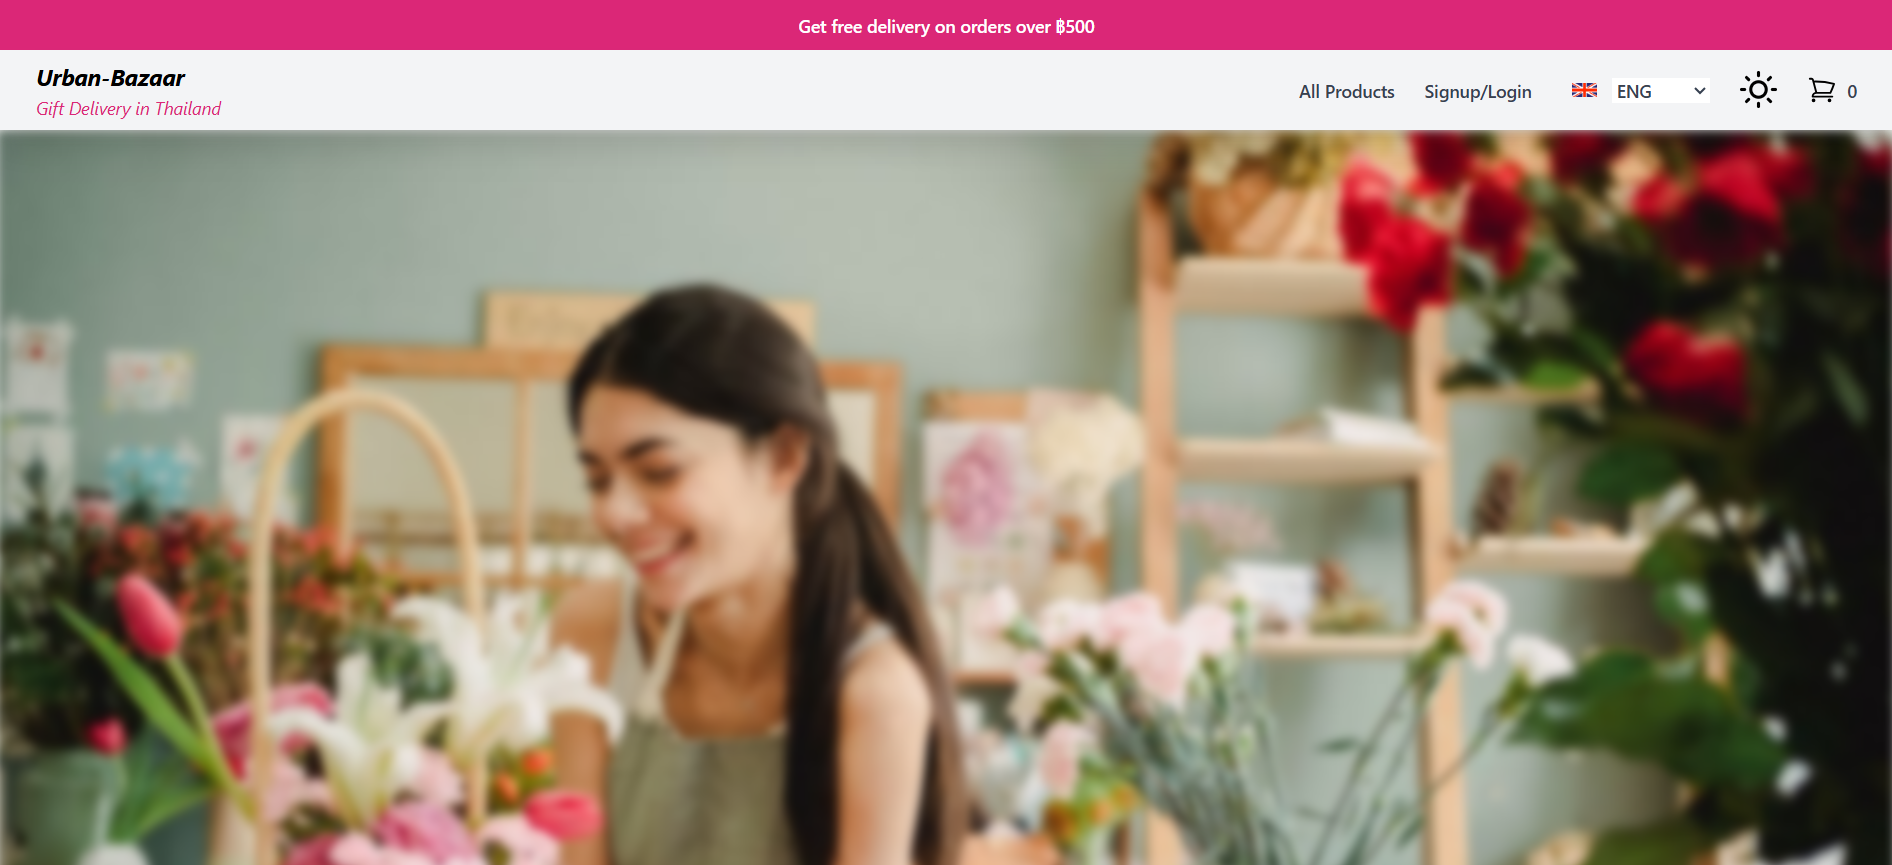 Get free delivery on orders over ฿500
Urban-Bazaar
Gift Delivery in Thailand
All Products
Signup/Login
ENG
0